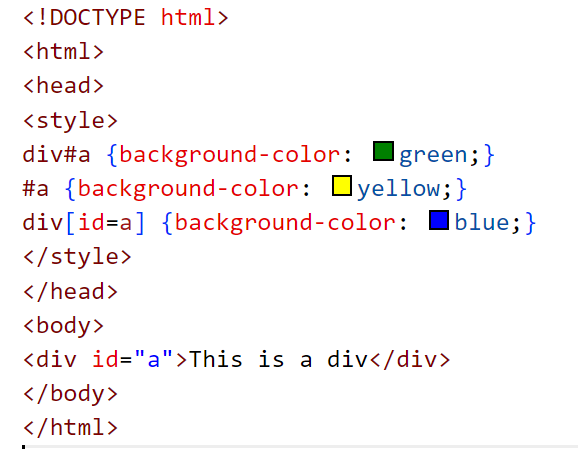 <!DOCTYPE html>
<html>
<head>
<style>
div#a {background-color: green;}
#a {background-color: yellow;}
div[id=a] {background-color: blue;}
</style>
</head>
<body>
<div id="a">This is a div</div>
</body>
</html>